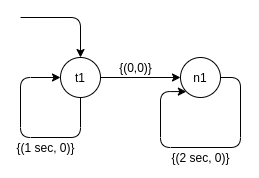 {(0,0)}
t1
n1
{(1 sec, 0)}
{(2 sec, 0)}